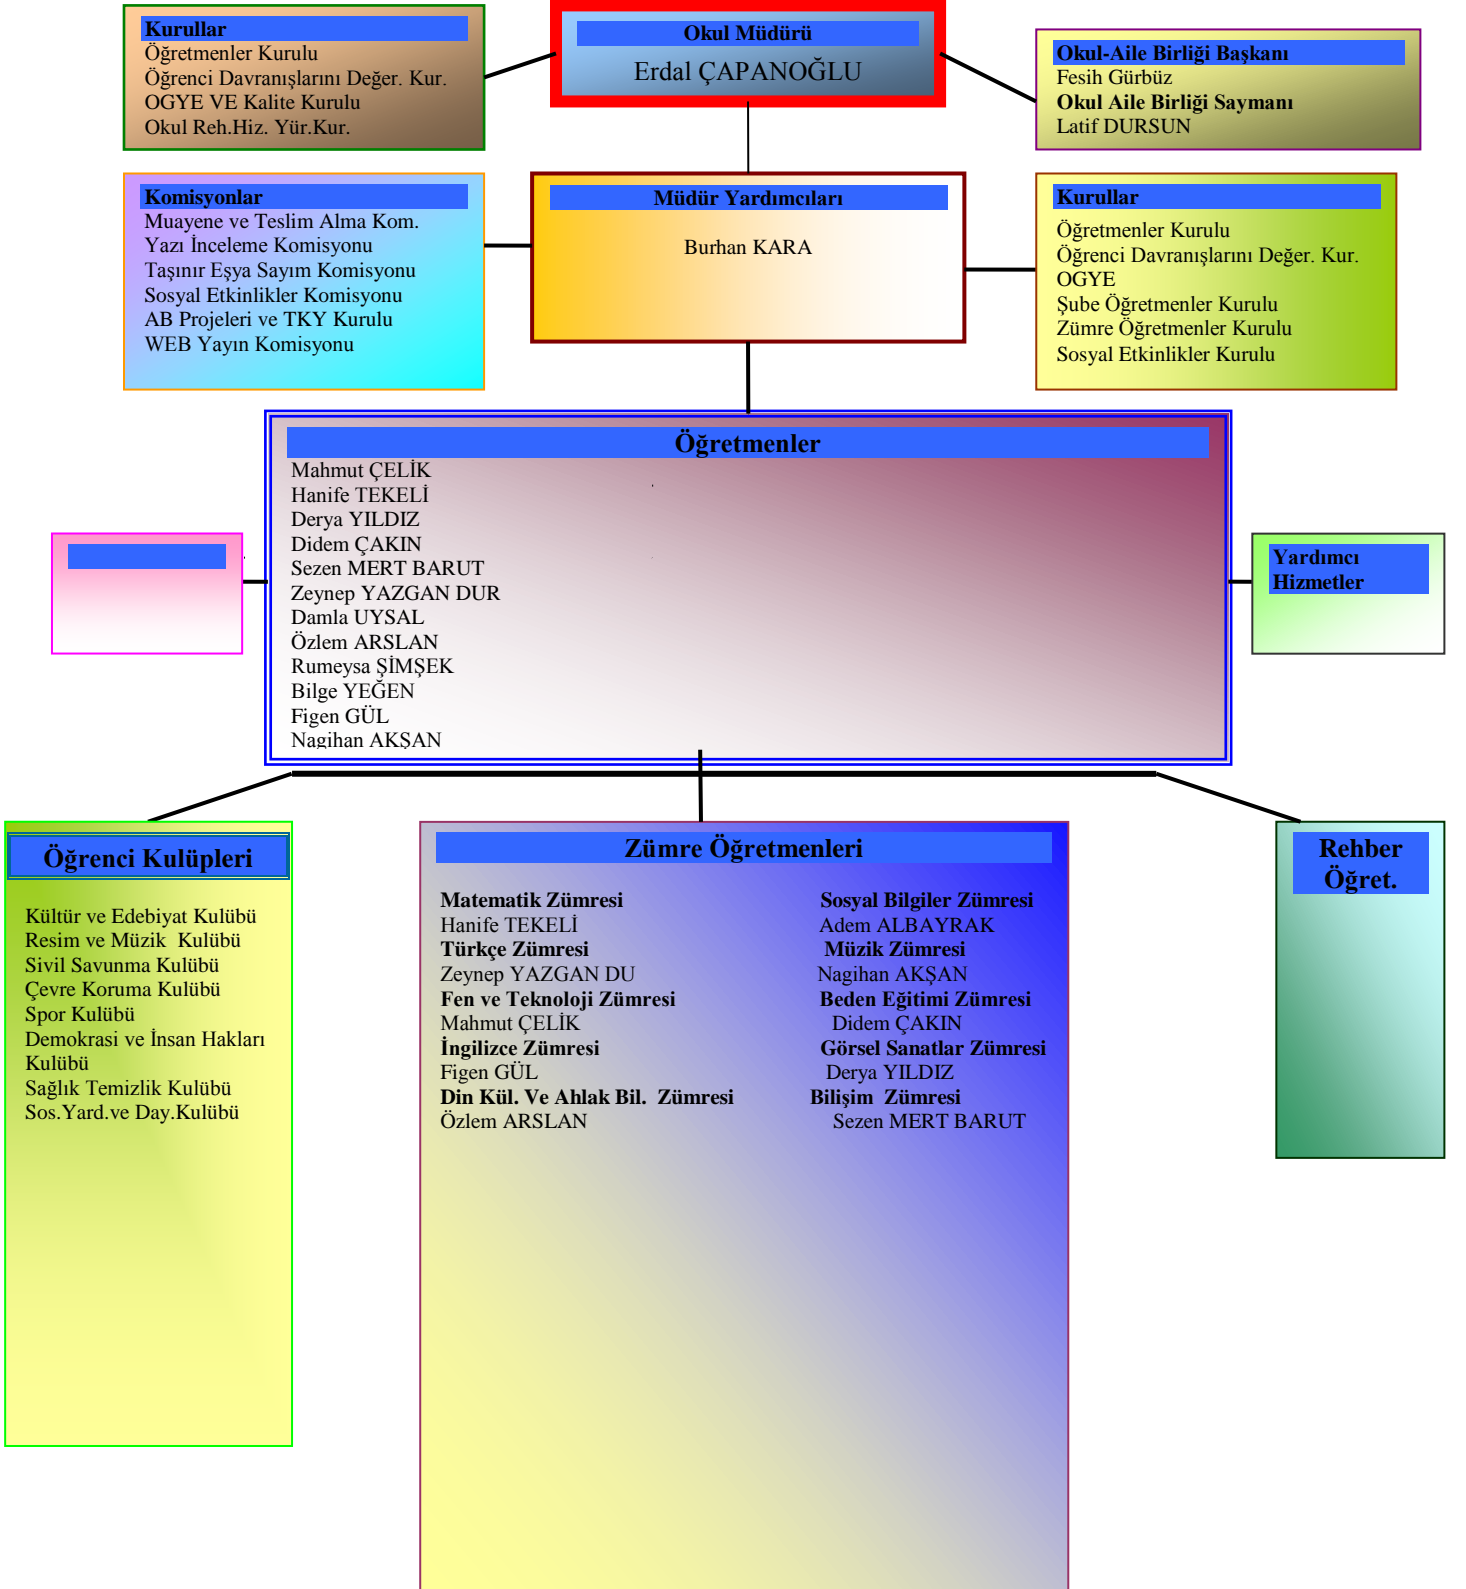 Kurullar
Öğretmenler Kurulu
Öğrenci Davranışlarını Değer. Kur.
OGYE VE Kalite Kurulu
Okul Reh.Hiz. Yür.Kur.
Okul Müdürü
Erdal ÇAPANOĞLU
Okul-Aile Birliği Başkanı
Fesih Gürbüz
Okul Aile Birliği Saymanı
Latif DURSUN
Komisyonlar
Muayene ve Teslim Alma Kom.
Yazı İnceleme Komisyonu
Taşınır Eşya Sayım Komisyonu
Sosyal Etkinlikler Komisyonu
AB Projeleri ve TKY Kurulu
WEB Yayın Komisyonu
Müdür Yardımcıları
Burhan KARA
Kurullar
Öğretmenler Kurulu
Öğrenci Davranışlarını Değer. Kur.
OGYE
Şube Öğretmenler Kurulu
Zümre Öğretmenler Kurulu
Sosyal Etkinlikler Kurulu
Öğretmenler
Mahmut ÇELİK
Hanife TEKELİ
Derya YILDIZ
Didem ÇAKIN
Sezen MERT BARUT
Zeynep YAZGAN DUR
Damla UYSAL
Özlem ARSLAN
Rumeysa ŞİMŞEK
Bilge YEĞEN
Figen GÜL
Nagihan AKŞAN
Yardımcı
Hizmetler
Öğrenci Kulüpleri
Kültür ve Edebiyat Kulübü
Resim ve Müzik  Kulübü
Sivil Savunma Kulübü
Çevre Koruma Kulübü
Spor Kulübü
Demokrasi ve İnsan Hakları
Kulübü
Sağlık Temizlik Kulübü
Sos.Yard.ve Day.Kulübü
Zümre Öğretmenleri
Matematik Zümresi Sosyal Bilgiler Zümresi
Hanife TEKELİ Adem ALBAYRAK
Türkçe Zümresi Müzik Zümresi
Zeynep YAZGAN DU Nagihan AKŞAN
Fen ve Teknoloji Zümresi Beden Eğitimi Zümresi
Mahmut ÇELİK Didem ÇAKIN
İngilizce Zümresi Görsel Sanatlar Zümresi
Figen GÜL Derya YILDIZ
Din Kül. Ve Ahlak Bil.  Zümresi Bilişim  Zümresi
Özlem ARSLAN Sezen MERT BARUT
Rehber
Öğret.